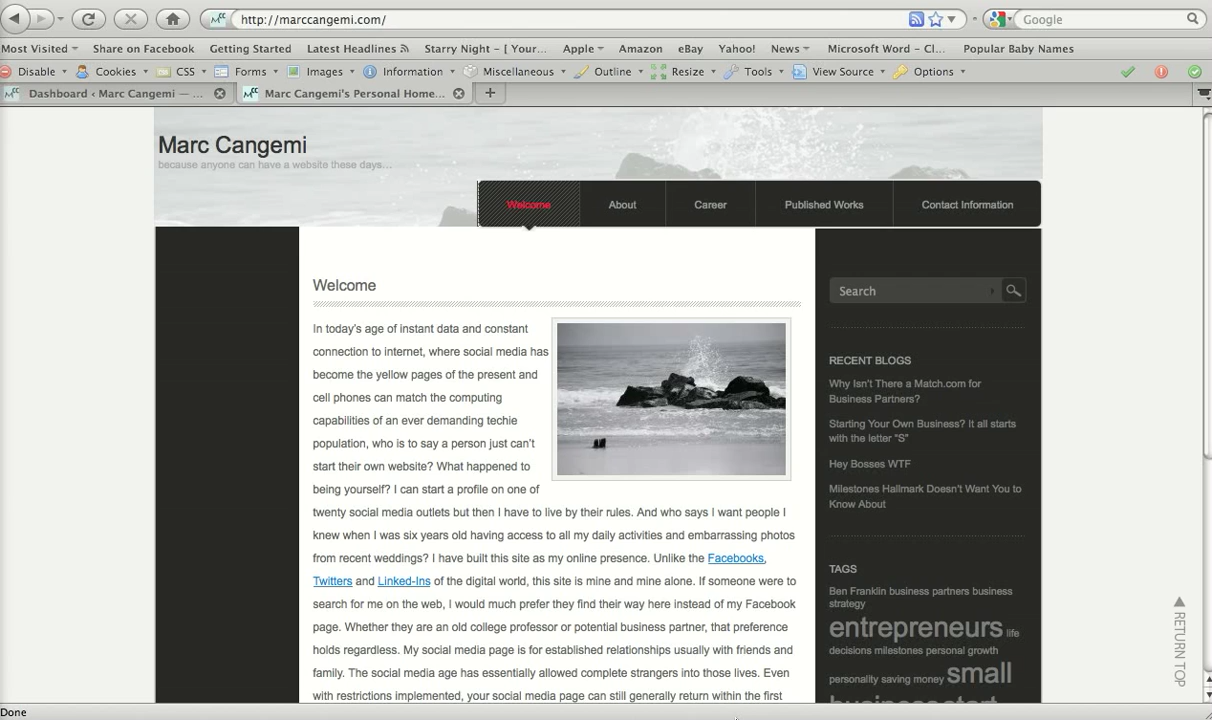 http://marccangemi.com/
Google
Most Visited Share on Facebook Getting Started Latest Headlines Starry Night - [ Your... Apple Amazon eBay Yahoo! News Microsoft Word - Cl... Popular Baby Names
Disable Cookies CSS Forms Images Information Miscellaneous Outline Resize Tools View Source Options
Dashboard ‹ Marc Cangemi — ... Marc Cangemi's Personal Home...
Marc Cangemi
because anyone can have a website these days...
Welcome About Career Published Works Contact Information
Welcome
In today's age of instant data and constant
connection to internet, where social media has
become the yellow pages of the present and
cell phones can match the computing
capabilities of an ever demanding techie
population, who is to say a person just can't
start their own website? What happened to
being yourself? I can start a profile on one of
twenty social media outlets but then I have to live by their rules. And who says I want people I
knew when I was six years old having access to all my daily activities and embarrassing photos
from recent weddings? I have built this site as my online presence. Unlike the Facebooks,
Twitters and Linked-Ins of the digital world, this site is mine and mine alone. If someone were to
search for me on the web, I would much prefer they find their way here instead of my Facebook
page. Whether they are an old college professor or potential business partner, that preference
holds regardless. My social media page is for established relationships usually with friends and
family. The social media age has essentially allowed complete strangers into those lives. Even
with restrictions implemented, your social media page can still generally return within the first
Search
RECENT BLOGS
Why Isn't There a Match.com for
Business Partners?
Starting Your Own Business? It all starts
with the letter "S"
Hey Bosses WTF
Milestones Hallmark Doesn't Want You to
Know About
TAGS
Ben Franklin business partners business
strategy
entrepreneurs life
decisions milestones personal growth
personality saving money small
business start
RETURN TOP
Done